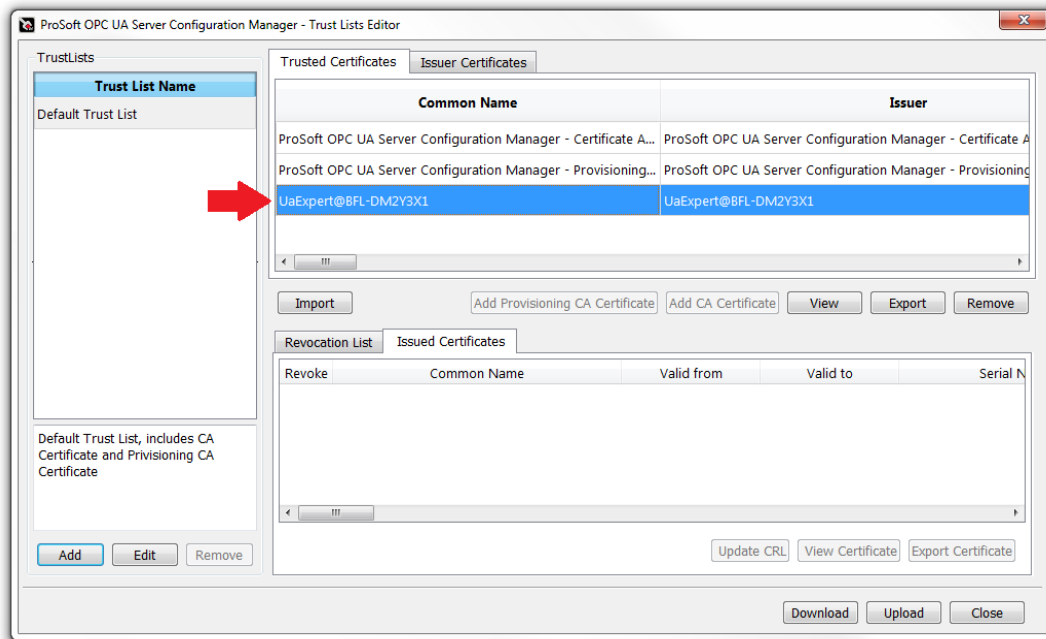 ProSoft OPC UA Server Configuration Manager - Trust Lists Editor
TrustLists
Trust List Name
Default Trust List
Default Trust List, includes CA
Certificate and Privisioning CA
Certificate
Add Edit Remove
Trusted Certificates Issuer Certificates
Common Name Issuer
ProSoft OPC UA Server Configuration Manager - Certificate A... ProSoft OPC UA Server Configuration Manager - Certificate A
ProSoft OPC UA Server Configuration Manager - Provisioning... ProSoft OPC UA Server Configuration Manager - Provisioning
UaExpert@BFL-DM2Y3X1 UaExpert@BFL-DM2Y3X1
Import Add Provisioning CA Certificate Add CA Certificate View Export Remove
Revocation List Issued Certificates
Revoke Common Name Valid from Valid to Serial N
Update CRL View Certificate Export Certificate
Download Upload Close